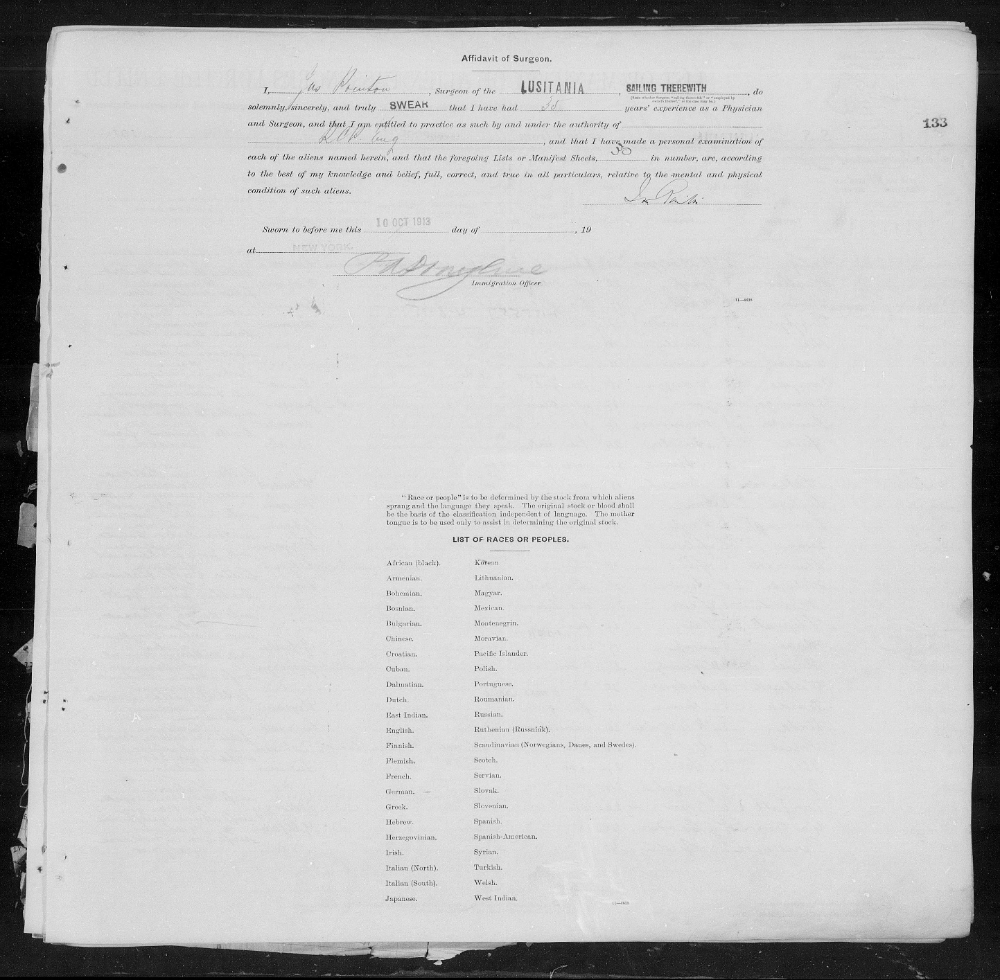 Affidavit of Surgeon.
I, Jas Pointon, Surgeon of the LUSITANIA, SAILING THEREWITH, do
(State whether Surgeon "sailing therewith" or "employed by
owners thereof," as the case may be.)
solemnly, sincerely, and truly SWEAR that I have had 35 years' experience as a Physician
133
and Surgeon, and that I am entitled to practice as such by and under the authority of
Eng, and that I have made a personal examination of
each of the aliens named herein, and that the foregoing Lists or Manifest Sheets, 30 in number, are, according
to the best of my knowledge and belief, full, correct, and true in all particulars, relative to the mental and physical
condition of such aliens.
Sworn to before me this 10 OCT 1913 day of , 19
at NEW YORK
Immigration Officer.
11—4638
"Race or people" is to be determined by the stock from which aliens
sprang and the language they speak. The original stock or blood shall
be the basis of the classification independent of language. The mother
tongue is to be used only to assist in determining the original stock.
LIST OF RACES OR PEOPLES.
African (black). Korean.
Armenian. Lithuanian.
Bohemian. Magyar.
Bosnian. Mexican.
Bulgarian. Montenegrin.
Chinese. Moravian.
Croatian. Pacific Islander.
Cuban. Polish.
Dalmatian. Portuguese.
Dutch. Roumanian.
East Indian. Russian.
English. Ruthenian (Russniak).
Finnish. Scandinavian (Norwegians, Danes, and Swedes).
Flemish. Scotch.
French. Servian.
German. — Slovak.
Greek. Slovenian.
Hebrew. Spanish.
Herzegovinian. Spanish-American.
Irish. Syrian.
Italian (North). Turkish.
Italian (South). Welsh.
Japanese. West Indian.
11—4638